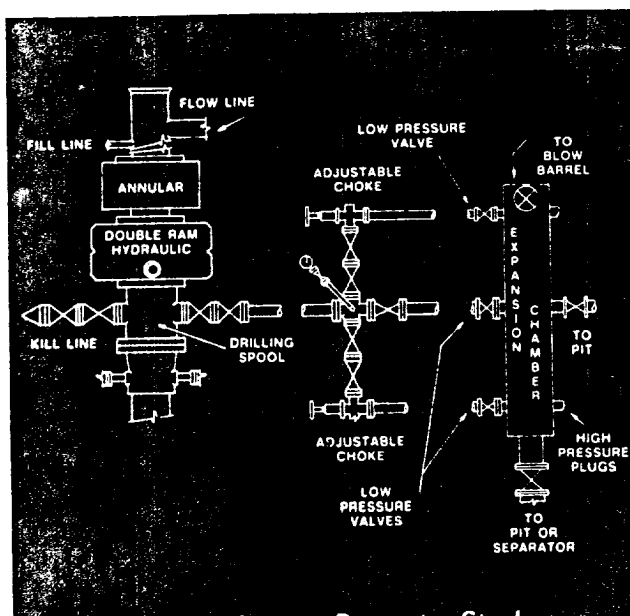 FLOW LINE
FILL LINE
ANNULAR
DOUBLE RAM
HYDRAULIC
KILL LINE
DRILLING
SPOOL
LOW PRESSURE
VALVE
TO
BLOW BARREL
ADJUSTABLE
CHOKE
EXPANSION
CHAMBER
TO
PIT
ADJUSTABLE
CHOKE
HIGH
PRESSURE
PLUGS
LOW
PRESSURE
VALVES
TO
PIT OR
SEPARATOR